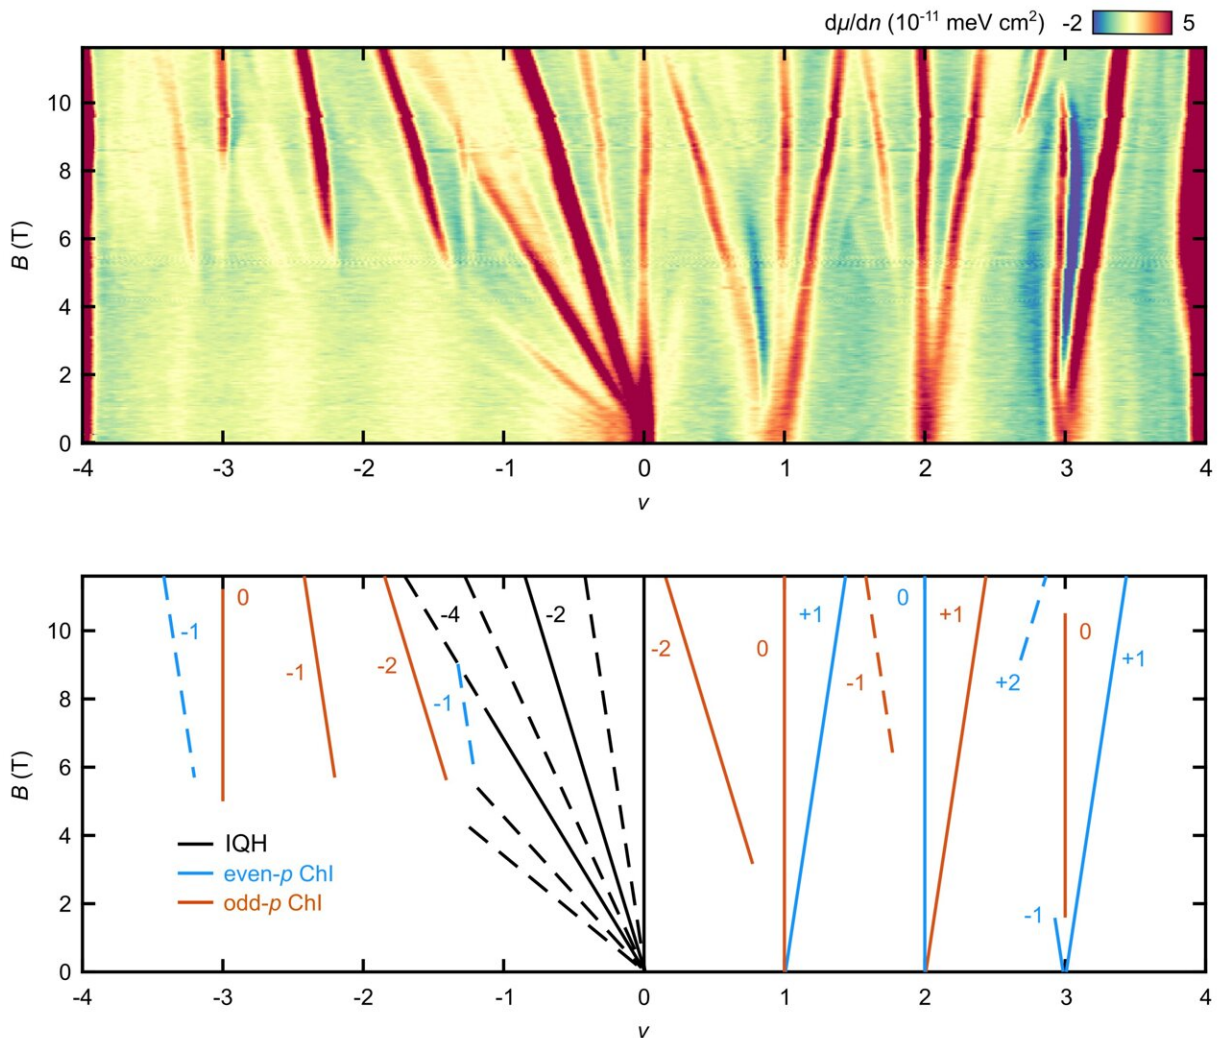 dμ/dn (10⁻¹¹ meV cm²) -2 5
10
8
6
4
2
0
B (T)
-4 -3 -2 -1 0 1 2 3 4
ν
0 -4 -2 +1 0 +1 0
-1 -1 -2 -2 0 -1 +2 +1
-1
-1
10
8
6
4
2
0
B (T)
IQH
even-p ChI
odd-p ChI
-4 -3 -2 -1 0 1 2 3 4
ν